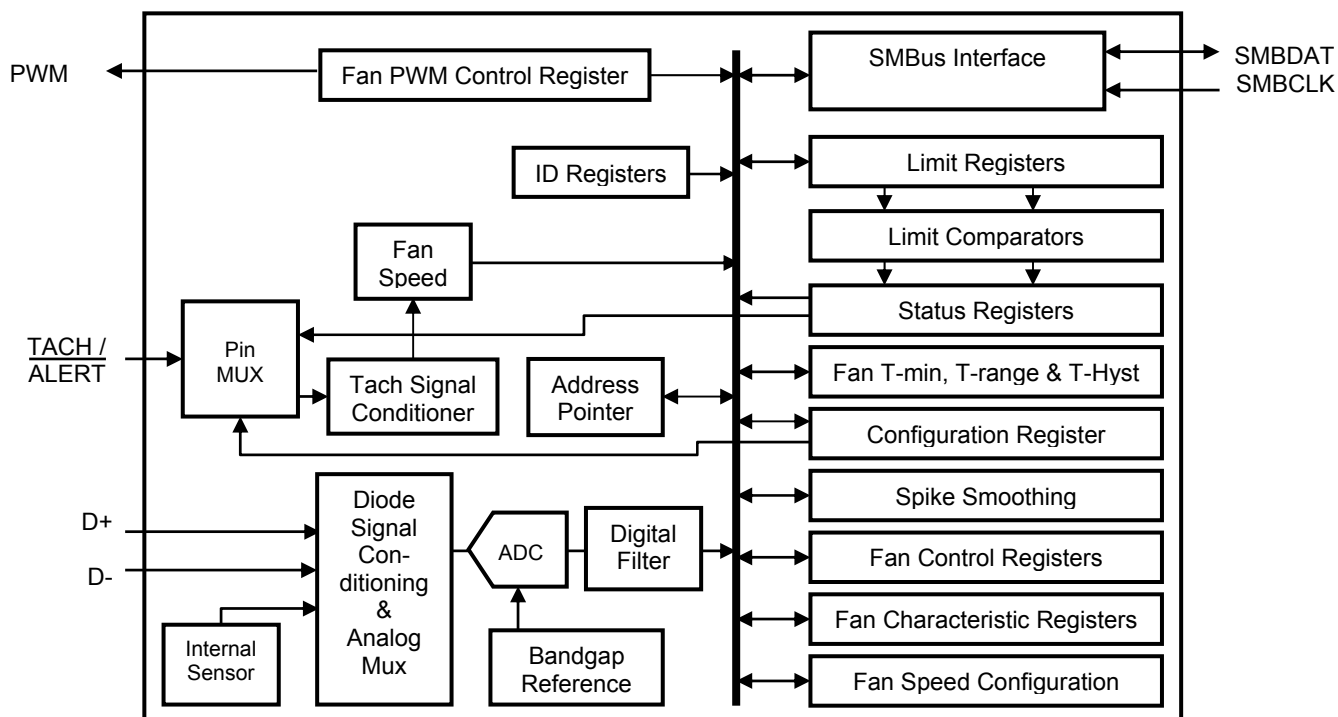 PWM
Fan PWM Control Register
SMBus Interface
SMBDAT
SMBCLK
ID Registers
Limit Registers
Limit Comparators
Fan
Speed
Status Registers
TACH /
ALERT
Pin
MUX
Tach Signal
Conditioner
Address
Pointer
Fan T-min, T-range & T-Hyst
Configuration Register
D+
D-
Diode
Signal
Con-
ditioning
&
Analog
Mux
ADC
Digital
Filter
Spike Smoothing
Fan Control Registers
Internal
Sensor
Bandgap
Reference
Fan Characteristic Registers
Fan Speed Configuration